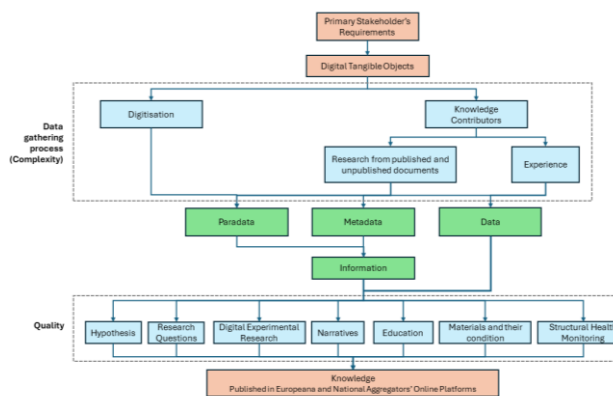 Primary Stakeholder's
Requirements
Digital Tangible Objects
Data
gathering
process
(Complexity)
Digitisation
Knowledge
Contributors
Research from published and
unpublished documents
Experience
Paradata
Metadata
Data
Information
Quality
Hypothesis
Research
Questions
Digital Experimental
Research
Narratives
Education
Materials and their
condition
Structural Health
Monitoring
Knowledge
Published in Europeana and National Aggregators' Online Platforms